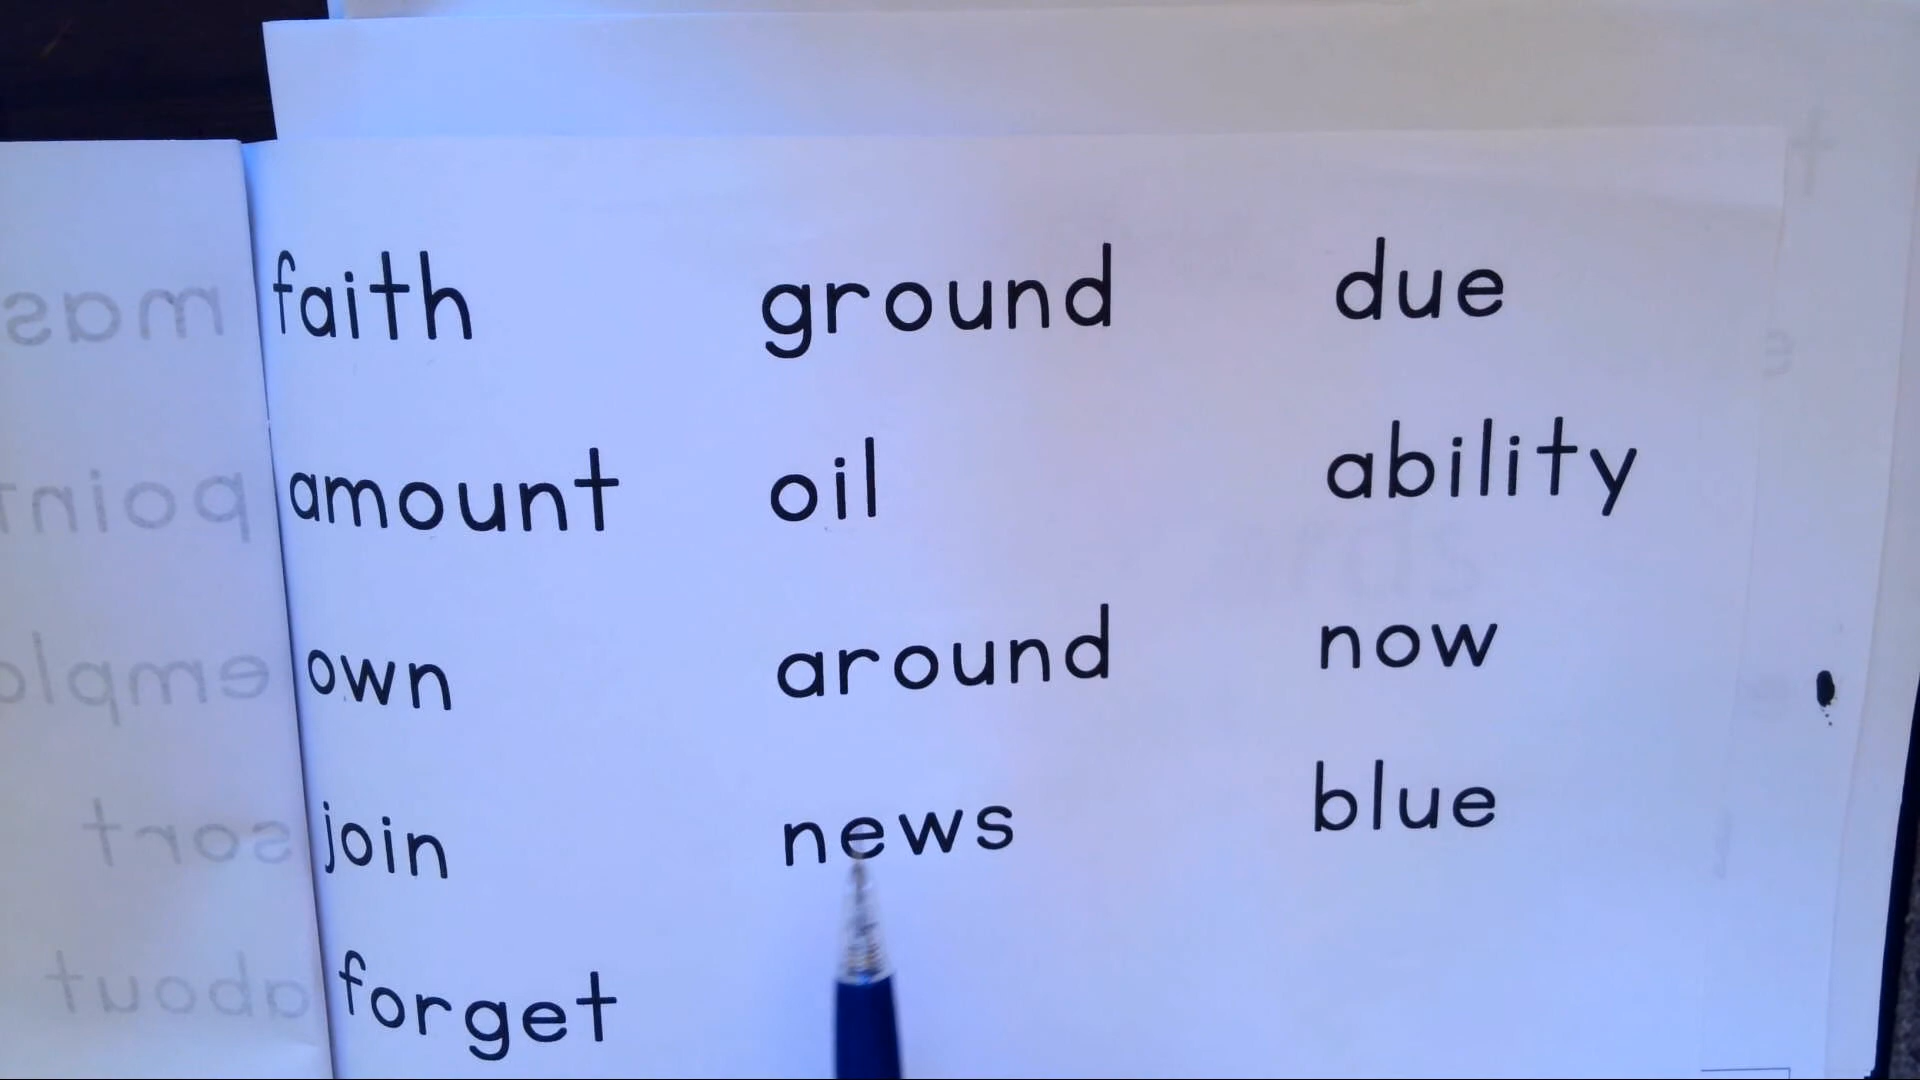 faith ground due
amount oil ability
own around now
join news blue
forget